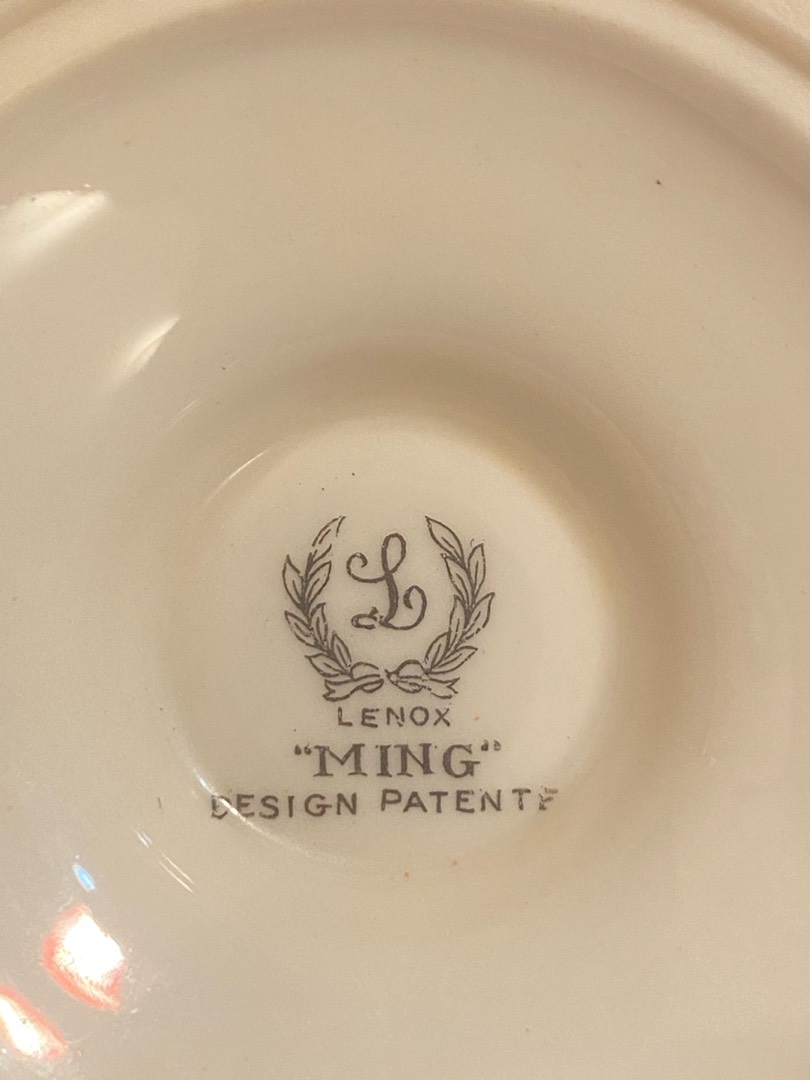 L
LENOX
"MING"
DESIGN PATENTE